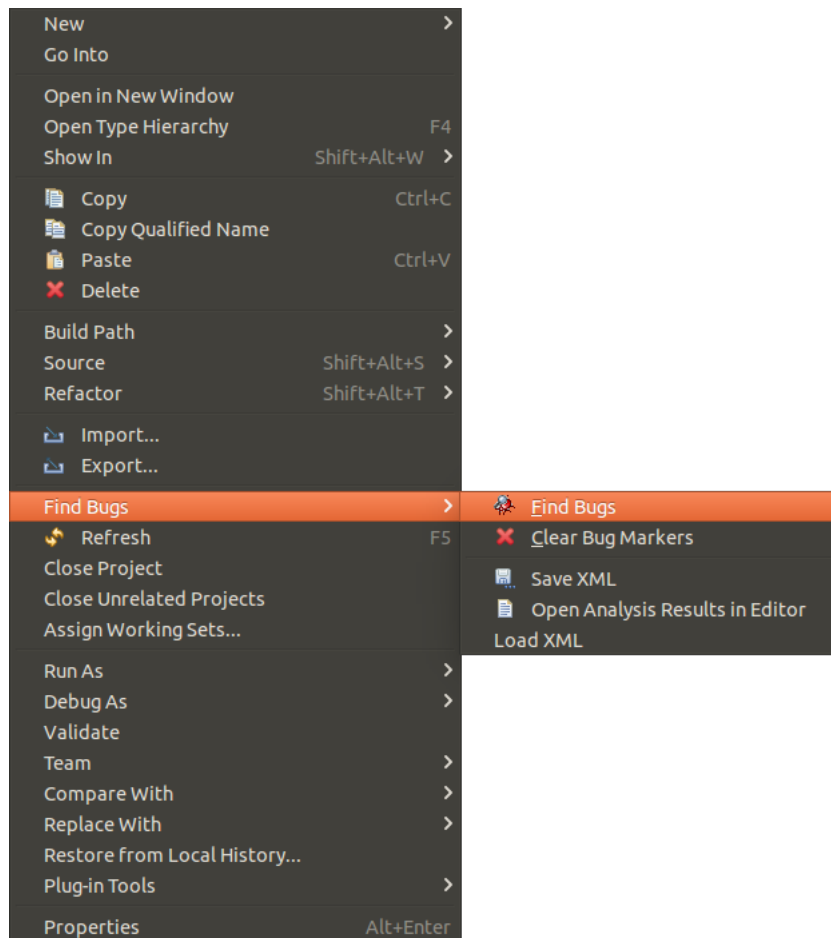 New
Go Into
Open in New Window
Open Type Hierarchy F4
Show In Shift+Alt+W
Copy Ctrl+C
Copy Qualified Name
Paste Ctrl+V
Delete
Build Path
Source Shift+Alt+S
Refactor Shift+Alt+T
Import...
Export...
Find Bugs
Refresh F5
Close Project
Close Unrelated Projects
Assign Working Sets...
Run As
Debug As
Validate
Team
Compare With
Replace With
Restore from Local History...
Plug-in Tools
Properties Alt+Enter
Find Bugs
Clear Bug Markers
Save XML
Open Analysis Results in Editor
Load XML